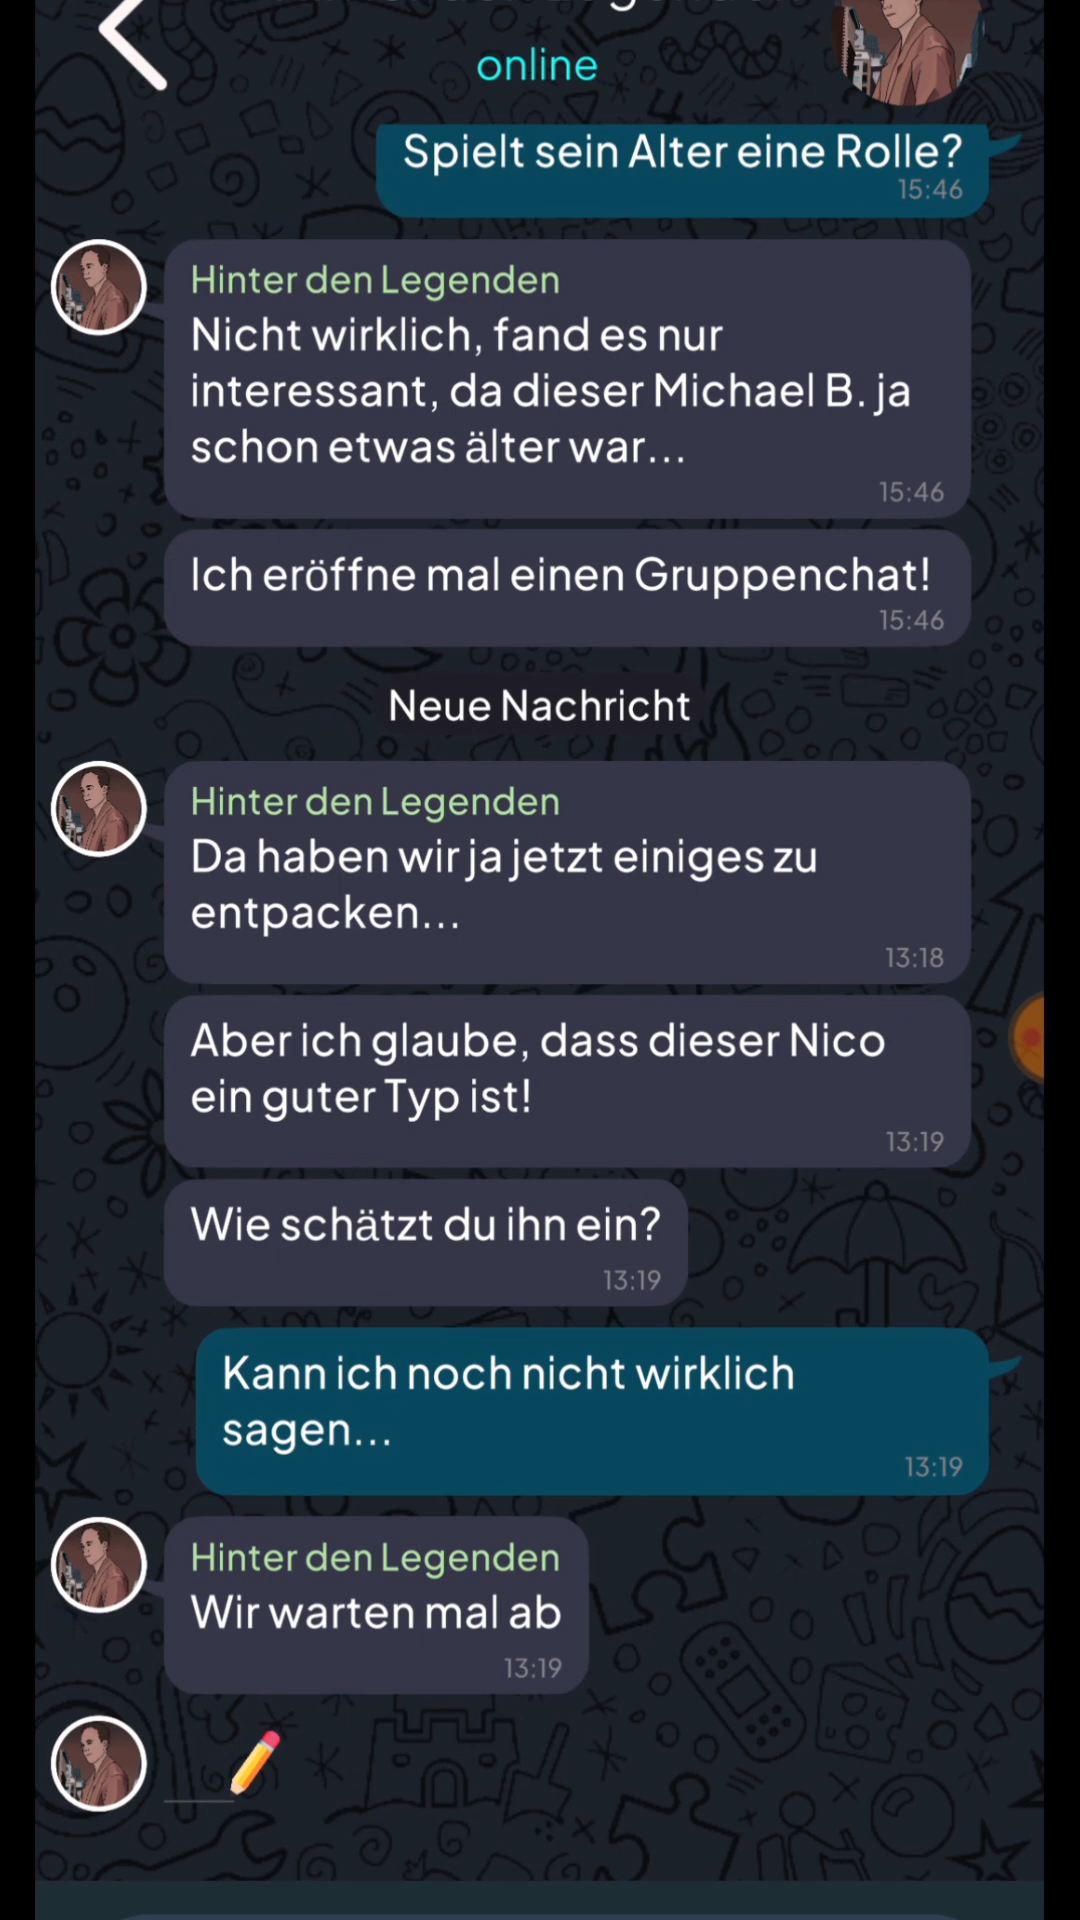 online
Spielt sein Alter eine Rolle?
15:46
Hinter den Legenden
Nicht wirklich, fand es nur
interessant, da dieser Michael B. ja
schon etwas älter war...
15:46
Ich eröffne mal einen Gruppenchat!
15:46
Neue Nachricht
Hinter den Legenden
Da haben wir ja jetzt einiges zu
entpacken...
13:18
Aber ich glaube, dass dieser Nico
ein guter Typ ist!
13:19
Wie schätzt du ihn ein?
13:19
Kann ich noch nicht wirklich
sagen...
13:19
Hinter den Legenden
Wir warten mal ab
13:19